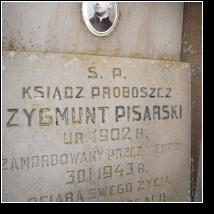 Ś. P.
KSIĄDZ PROBOSZCZ
ZYGMUNT PISARSKI
UR. 1902 R.
ZAMORDOWANY PRZEZ
30.I.1943 R.
OFIARA SWEGO ŻYCIA